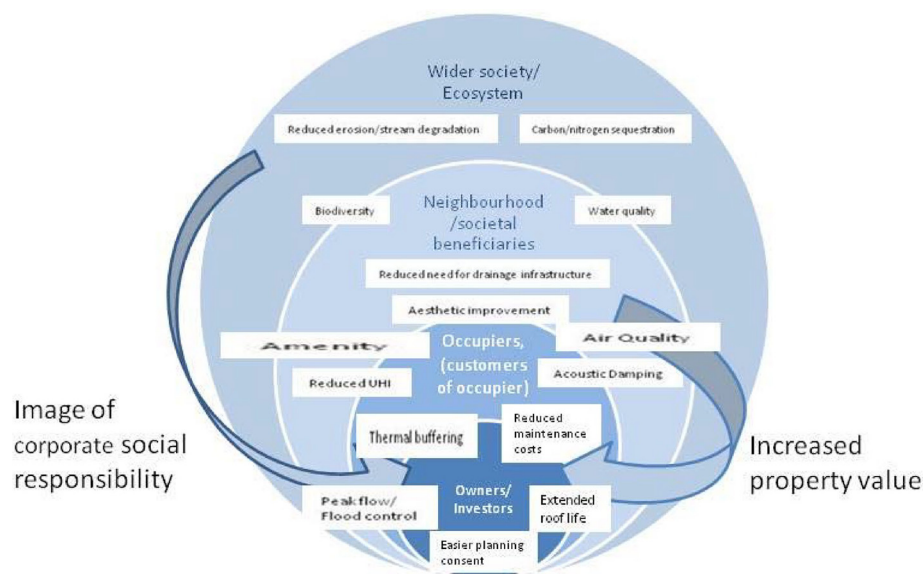 Wider society/
Ecosystem
Reduced erosion/stream degradation
Carbon/nitrogen sequestration
Biodiversity
Neighbourhood
/societal
beneficiaries
Water quality
Reduced need for drainage infrastructure
Aesthetic improvement
Amenity
Occupiers,
(customers
of occupier)
Air Quality
Reduced UHI
Acoustic Damping
Image of
corporate social
responsibility
Thermal buffering
Reduced
maintenance
costs
Increased
property value
Peak flow/
Flood control
Owners/
Investors
Extended
roof life
Easier planning
consent